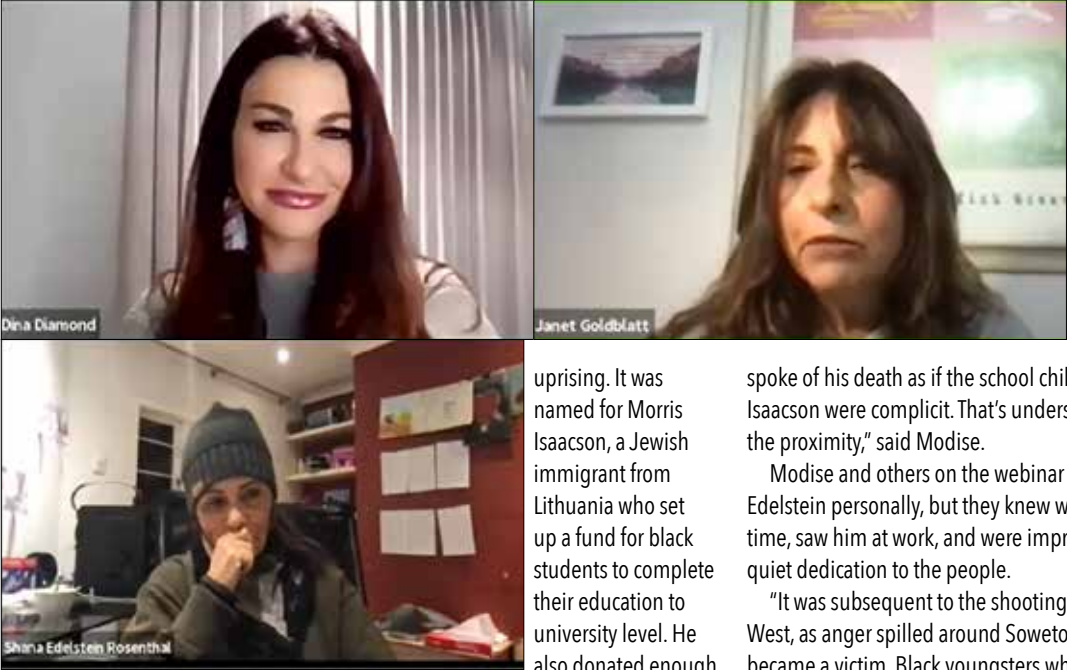 Dina Diamond
Janet Goldblatt
Shana Edelstein Rosenthal
uprising. It was
named for Morris
Isaacson, a Jewish
immigrant from
Lithuania who set
up a fund for black
students to complete
their education to
university level. He
also donated enough
spoke of his death as if the school chil
Isaacson were complicit. That’s unders
the proximity,” said Modise.
Modise and others on the webinar
Edelstein personally, but they knew w
time, saw him at work, and were impr
quiet dedication to the people.
“It was subsequent to the shooting
West, as anger spilled around Soweto
became a victim. Black youngsters wh